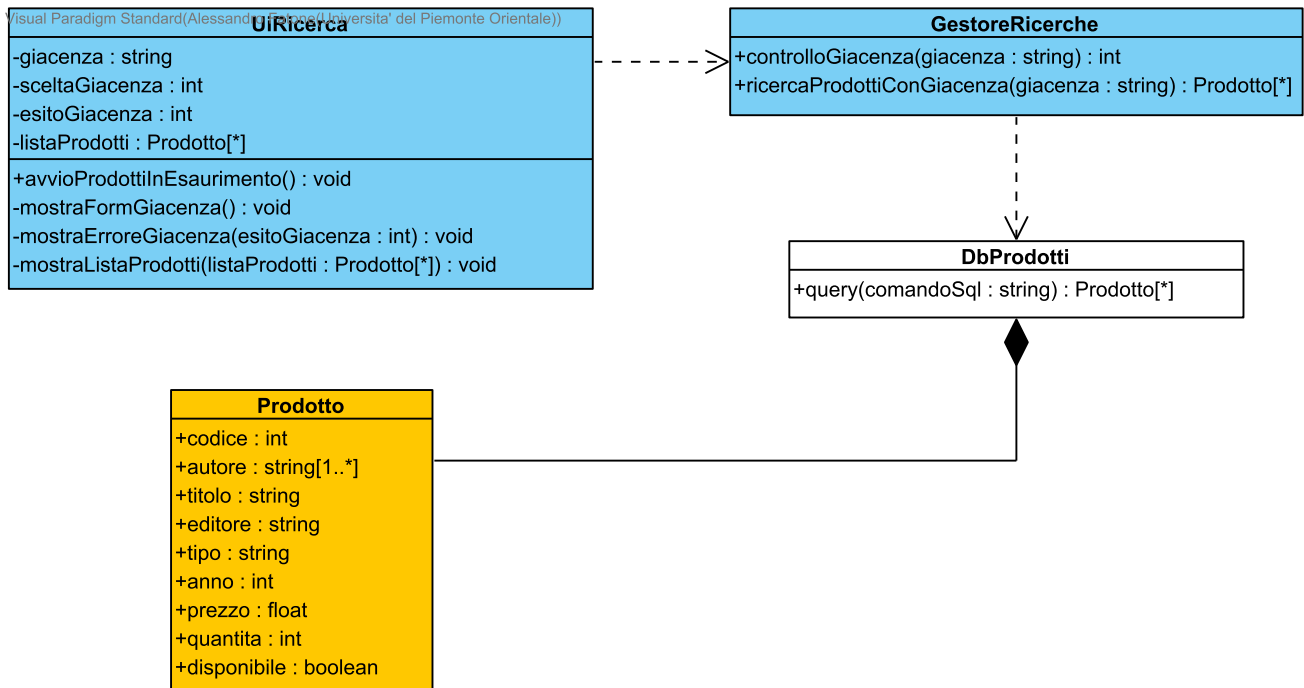 Visual Paradigm Standard(Alessandro Fatone(Universita' del Piemonte Orientale))
UiRicerca
-giacenza : string
-sceltaGiacenza : int
-esitoGiacenza : int
-listaProdotti : Prodotto[*]
+avvioProdottiInEsaurimento() : void
-mostraFormGiacenza() : void
-mostraErroreGiacenza(esitoGiacenza : int) : void
-mostraListaProdotti(listaProdotti : Prodotto[*]) : void
GestoreRicerche
+controlloGiacenza(giacenza : string) : int
+ricercaProdottiConGiacenza(giacenza : string) : Prodotto[*]
DbProdotti
+query(comandoSql : string) : Prodotto[*]
Prodotto
+codice : int
+autore : string[1..*]
+titolo : string
+editore : string
+tipo : string
+anno : int
+prezzo : float
+quantita : int
+disponibile : boolean